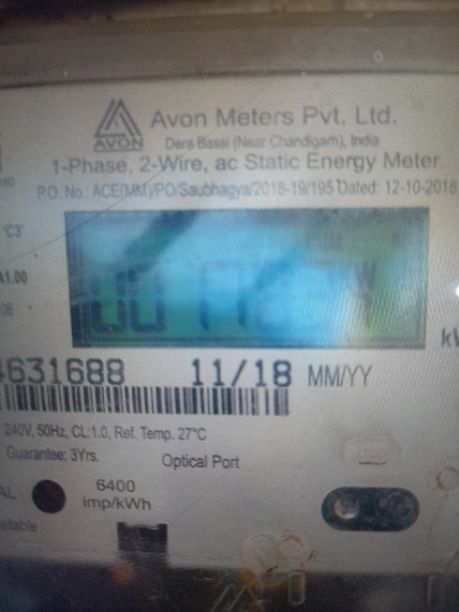 AVON
Avon Meters Pvt. Ltd.
Dera Bassi (Near Chandigarh), India
1-Phase, 2-Wire, ac Static Energy Meter
P.O. No.: ACE(MM)/PO/Saubhagya/2018-19/195 Dated: 12-10-2018
'C3'
A1.00
06
631688 11/18 MM/YY
240V, 50Hz, CL:1.0, Ref. Temp. 27°C
Guarantee: 3Yrs.
Optical Port
6400
imp/kWh